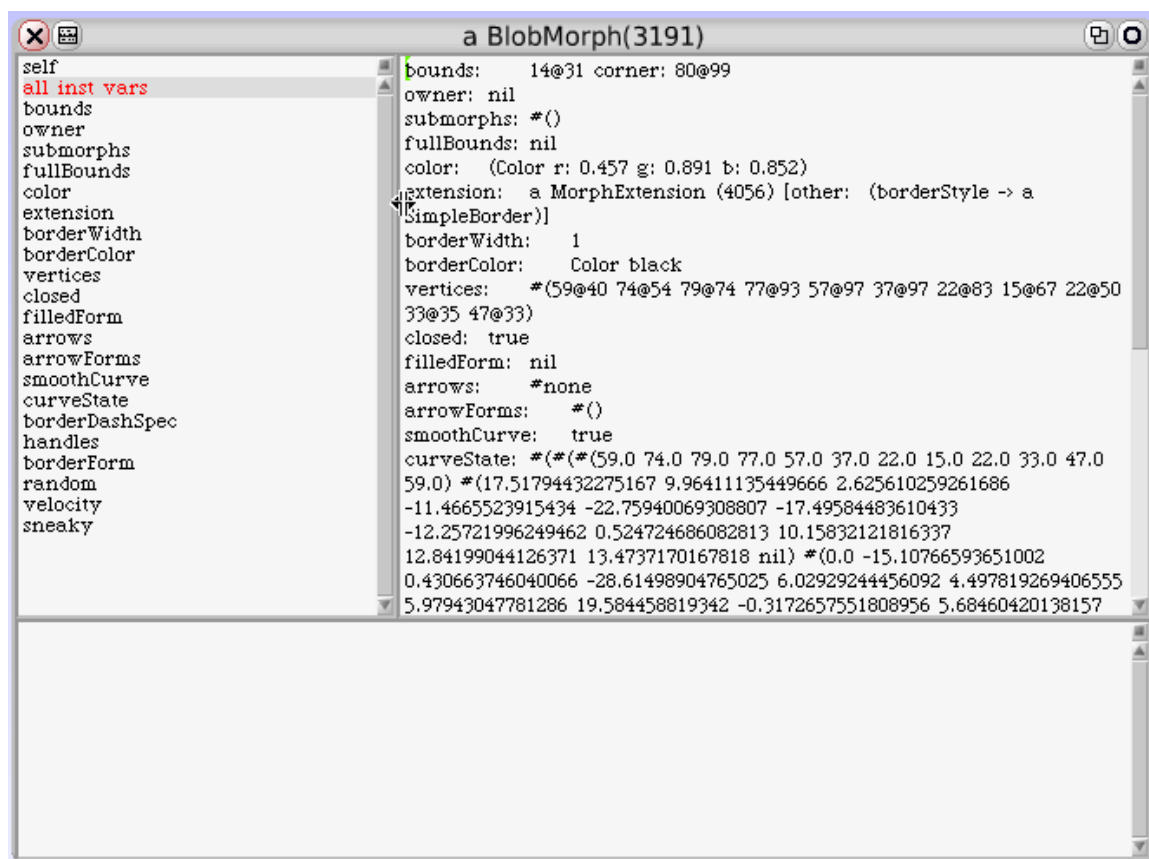 a BlobMorph(3191)
self
all inst vars
bounds
owner
submorphs
fullBounds
color
extension
borderWidth
borderColor
vertices
closed
filledForm
arrows
arrowForms
smoothCurve
curveState
borderDashSpec
handles
borderForm
random
velocity
sneaky
bounds: 14@31 corner: 80@99
owner: nil
submorphs: #()
fullBounds: nil
color: (Color r: 0.457 g: 0.891 b: 0.852)
extension: a MorphExtension (4056) [other: (borderStyle -> a
SimpleBorder)]
borderWidth: 1
borderColor: Color black
vertices: #(59@40 74@54 79@74 77@93 57@97 37@97 22@83 15@67 22@50
33@35 47@33)
closed: true
filledForm: nil
arrows: #none
arrowForms: #()
smoothCurve: true
curveState: #(#(#(59.0 74.0 79.0 77.0 57.0 37.0 22.0 15.0 22.0 33.0 47.0
59.0) #(17.51794432275167 9.96411135449666 2.625610259261686
-11.4665523915434 -22.75940069308807 -17.49584483610433
-12.25721996249462 0.524724686082813 10.15832121816337
12.84199044126371 13.4737170167818 nil) #(0.0 -15.10766593651002
0.430663746040066 -28.61498904765025 6.02929244456092 4.497819269406555
5.97943047781286 19.584458819342 -0.3172657551808956 5.68460420138157